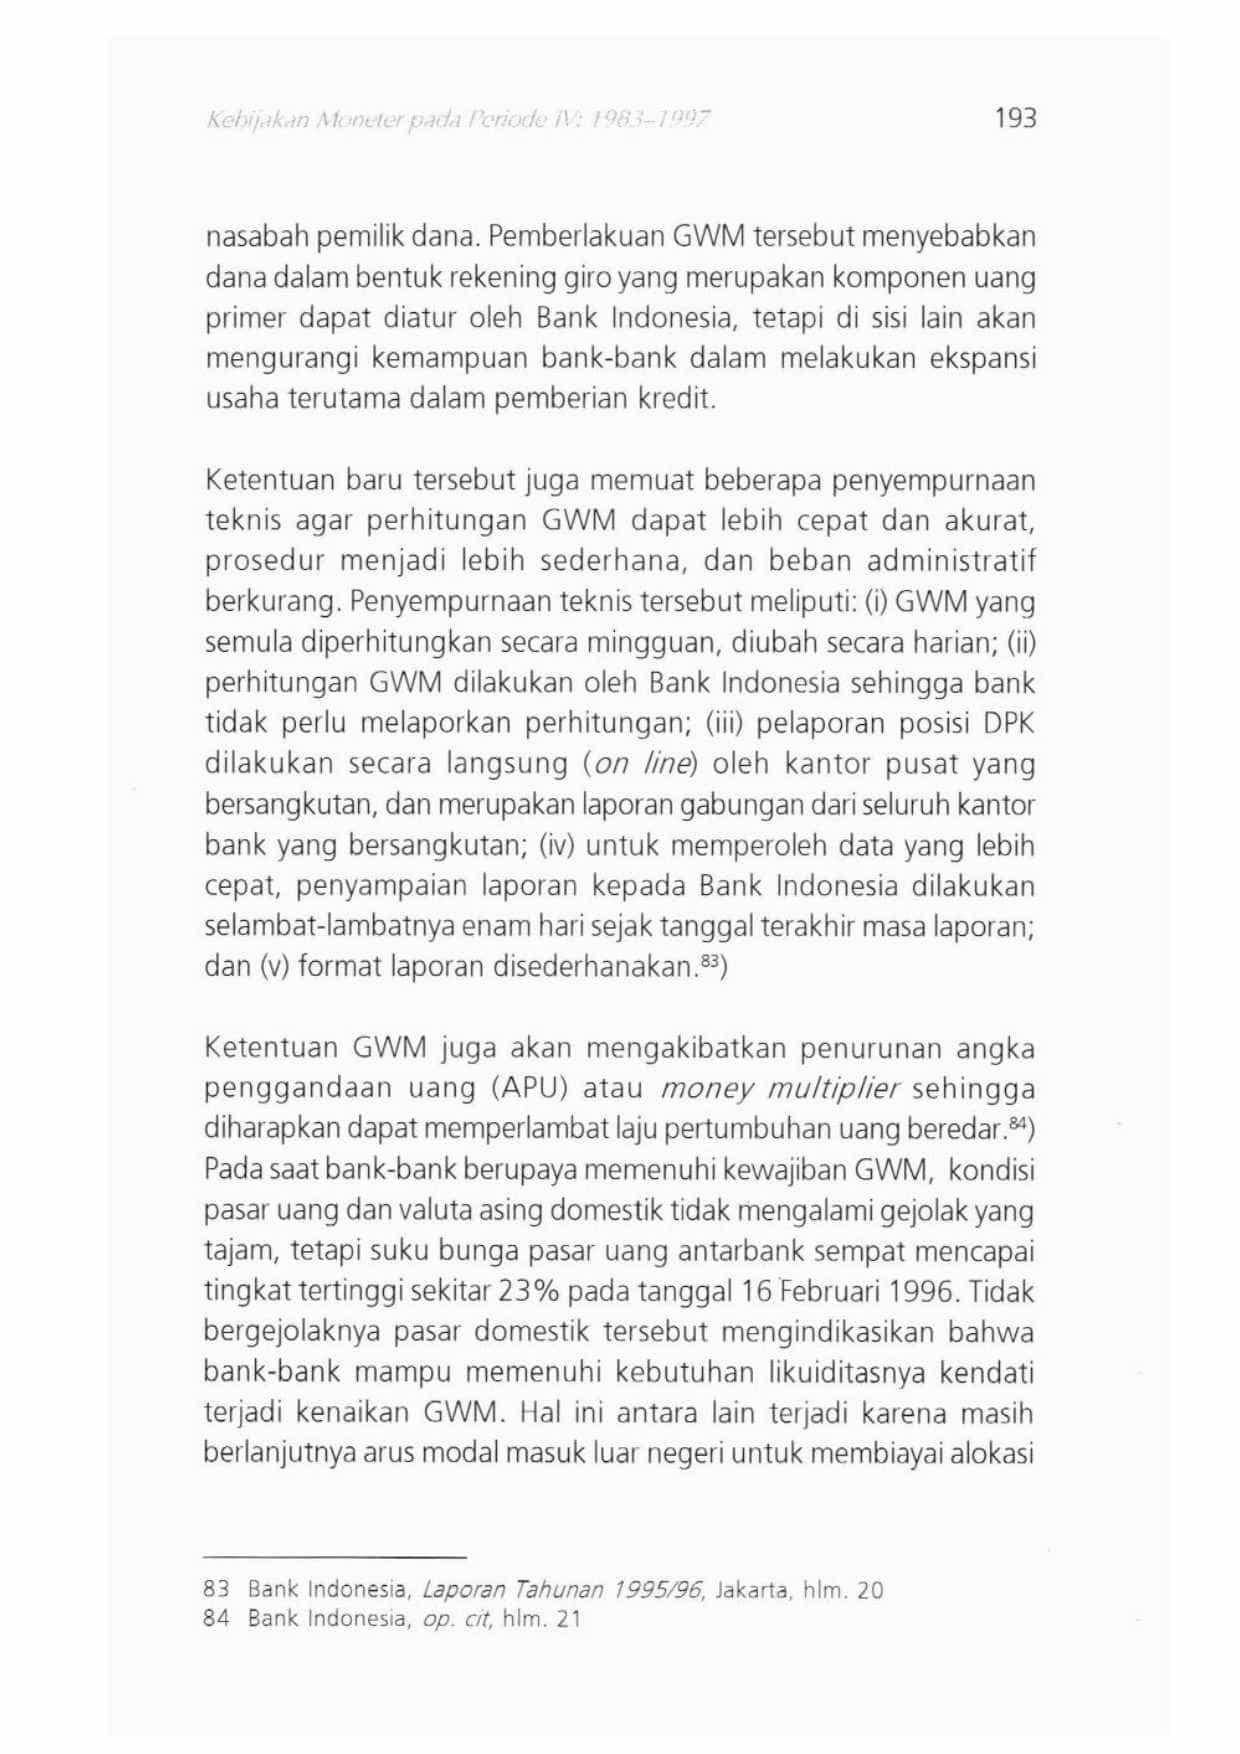 Kebijakan Moneter pada Periode IV: 1983–1997 193
nasabah pemilik dana. Pemberlakuan GWM tersebut menyebabkan
dana dalam bentuk rekening giro yang merupakan komponen uang
primer dapat diatur oleh Bank Indonesia, tetapi di sisi lain akan
mengurangi kemampuan bank-bank dalam melakukan ekspansi
usaha terutama dalam pemberian kredit.
Ketentuan baru tersebut juga memuat beberapa penyempurnaan
teknis agar perhitungan GWM dapat lebih cepat dan akurat,
prosedur menjadi lebih sederhana, dan beban administratif
berkurang. Penyempurnaan teknis tersebut meliputi: (i) GWM yang
semula diperhitungkan secara mingguan, diubah secara harian; (ii)
perhitungan GWM dilakukan oleh Bank Indonesia sehingga bank
tidak perlu melaporkan perhitungan; (iii) pelaporan posisi DPK
dilakukan secara langsung (on line) oleh kantor pusat yang
bersangkutan, dan merupakan laporan gabungan dari seluruh kantor
bank yang bersangkutan; (iv) untuk memperoleh data yang lebih
cepat, penyampaian laporan kepada Bank Indonesia dilakukan
selambat-lambatnya enam hari sejak tanggal terakhir masa laporan;
dan (v) format laporan disederhanakan.⁸³)
Ketentuan GWM juga akan mengakibatkan penurunan angka
penggandaan uang (APU) atau money multiplier sehingga
diharapkan dapat memperlambat laju pertumbuhan uang beredar.⁸⁴)
Pada saat bank-bank berupaya memenuhi kewajiban GWM, kondisi
pasar uang dan valuta asing domestik tidak mengalami gejolak yang
tajam, tetapi suku bunga pasar uang antarbank sempat mencapai
tingkat tertinggi sekitar 23% pada tanggal 16 Februari 1996. Tidak
bergejolaknya pasar domestik tersebut mengindikasikan bahwa
bank-bank mampu memenuhi kebutuhan likuiditasnya kendati
terjadi kenaikan GWM. Hal ini antara lain terjadi karena masih
berlanjutnya arus modal masuk luar negeri untuk membiayai alokasi
83 Bank Indonesia, Laporan Tahunan 1995/96, Jakarta, hlm. 20
84 Bank Indonesia, op. cit, hlm. 21